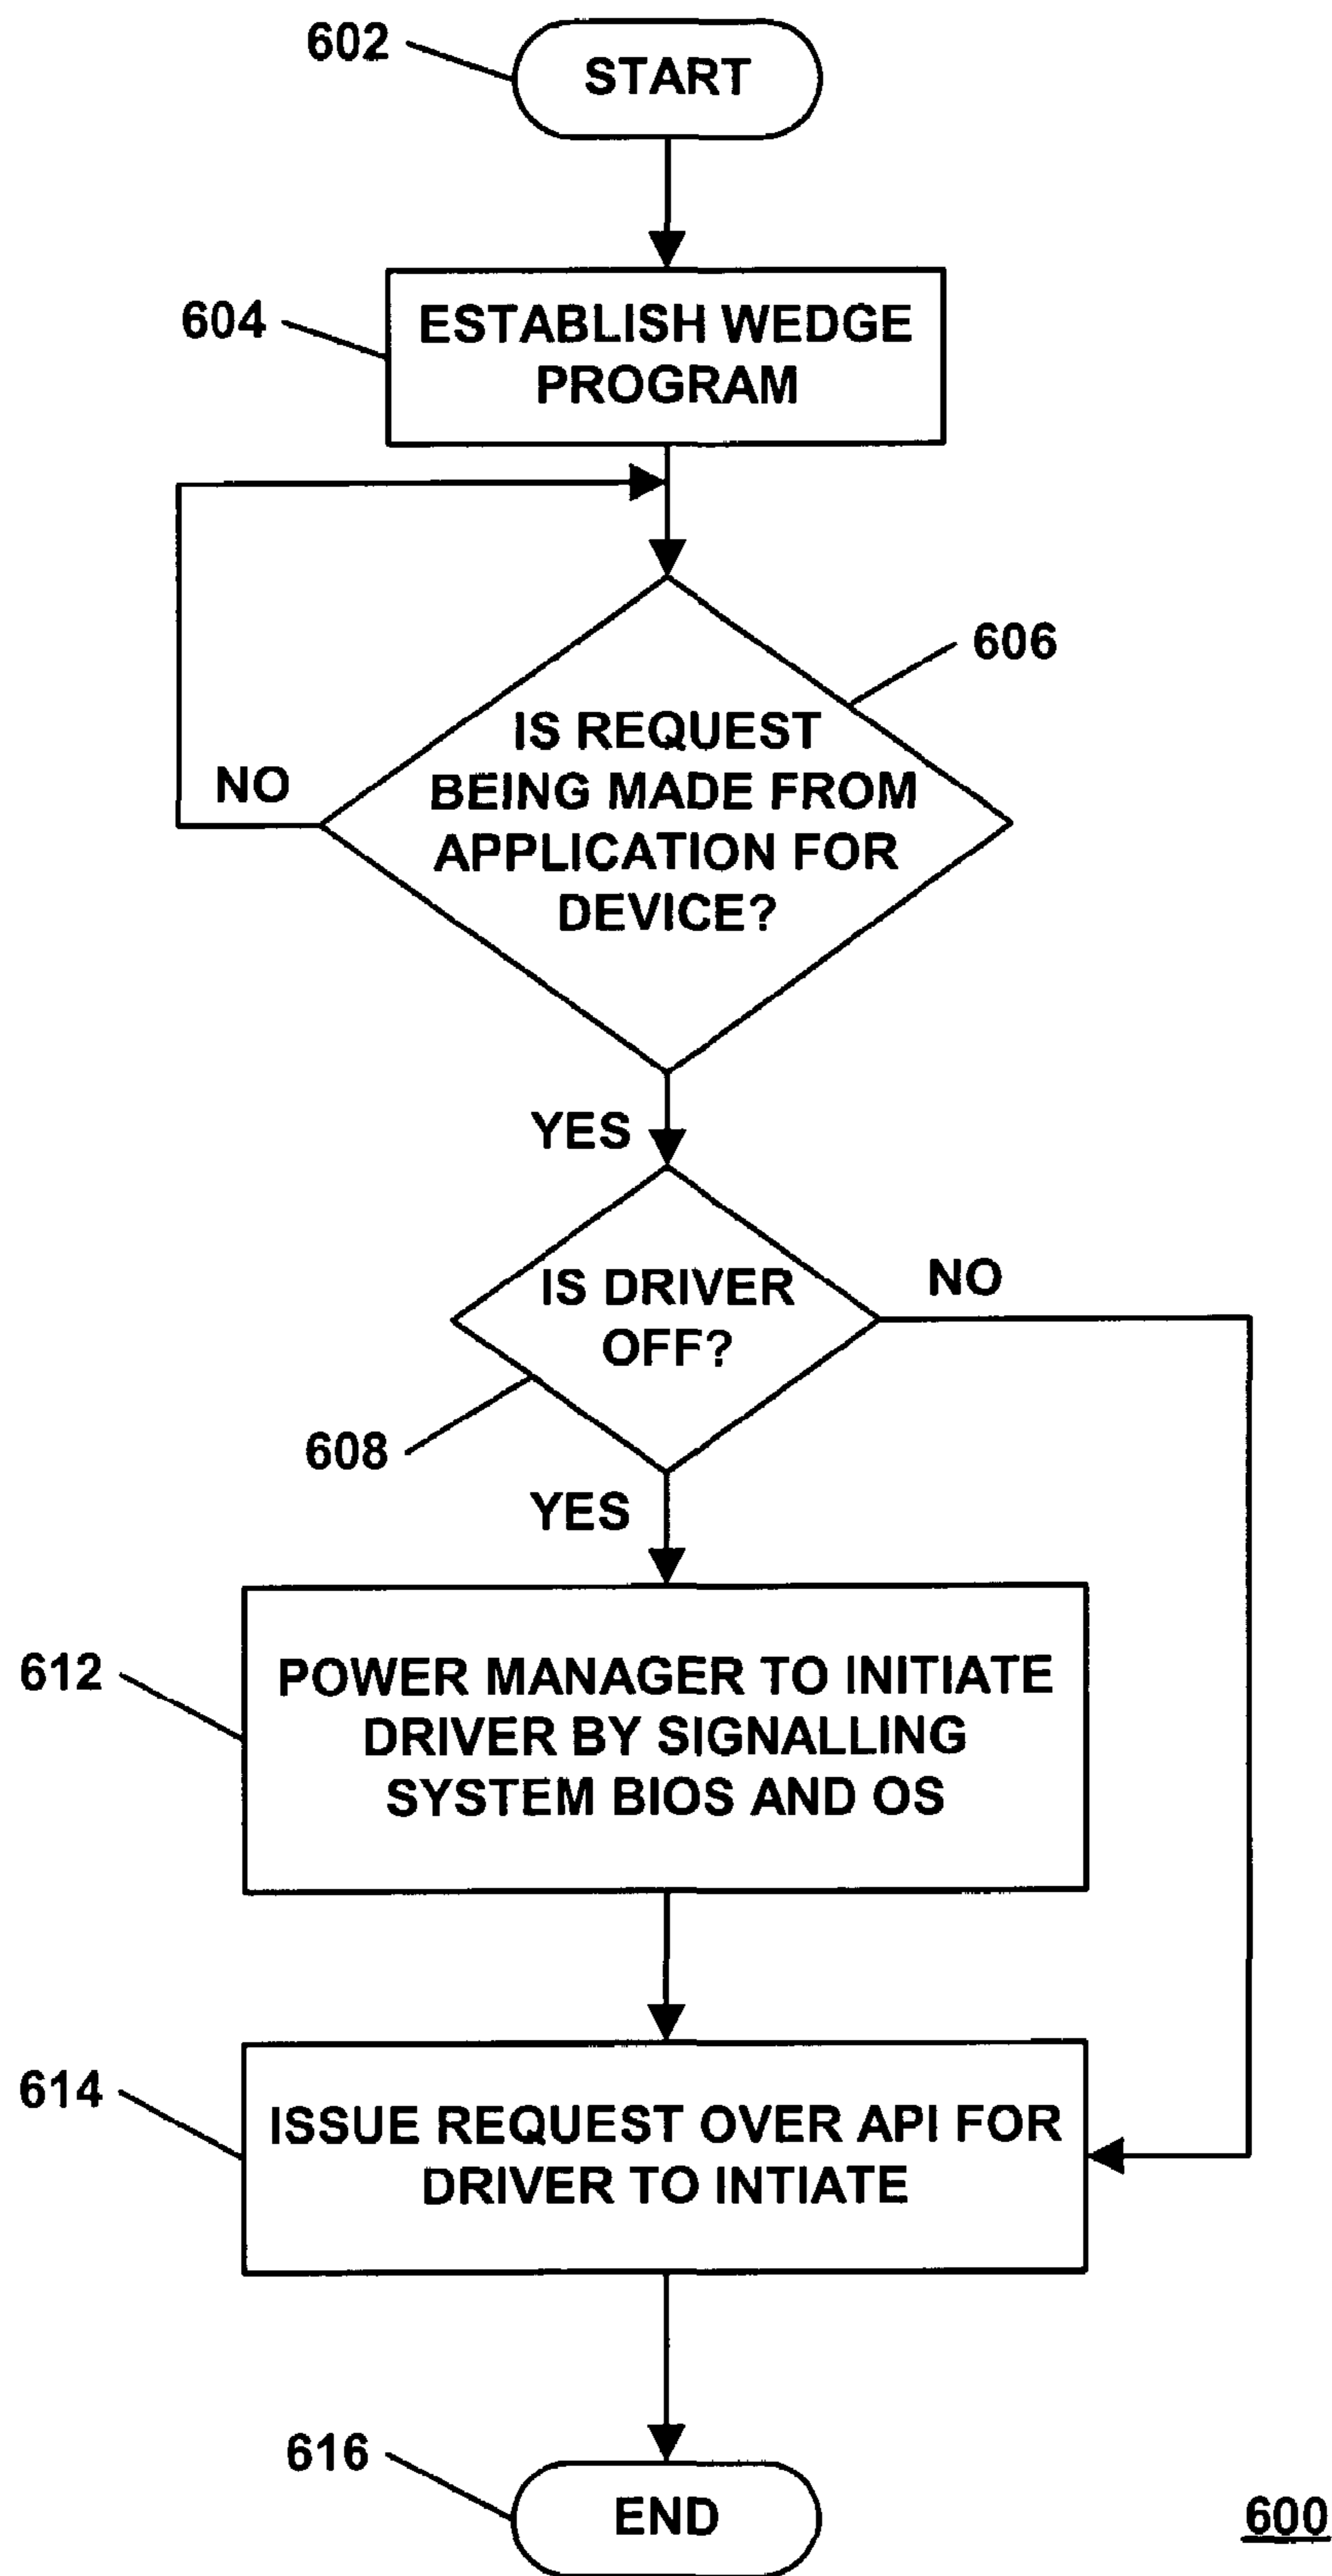 602
START
604
ESTABLISH WEDGE
PROGRAM
606
IS REQUEST
BEING MADE FROM
APPLICATION FOR
DEVICE?
NO
YES
IS DRIVER
OFF?
NO
608
YES
612
POWER MANAGER TO INITIATE
DRIVER BY SIGNALLING
SYSTEM BIOS AND OS
614
ISSUE REQUEST OVER API FOR
DRIVER TO INTIATE
616
END
600